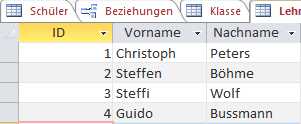 Schüler Beziehungen Klasse Lehr
ID Vorname Nachname
1 Christoph Peters
2 Steffen Böhme
3 Steffi Wolf
4 Guido Bussmann